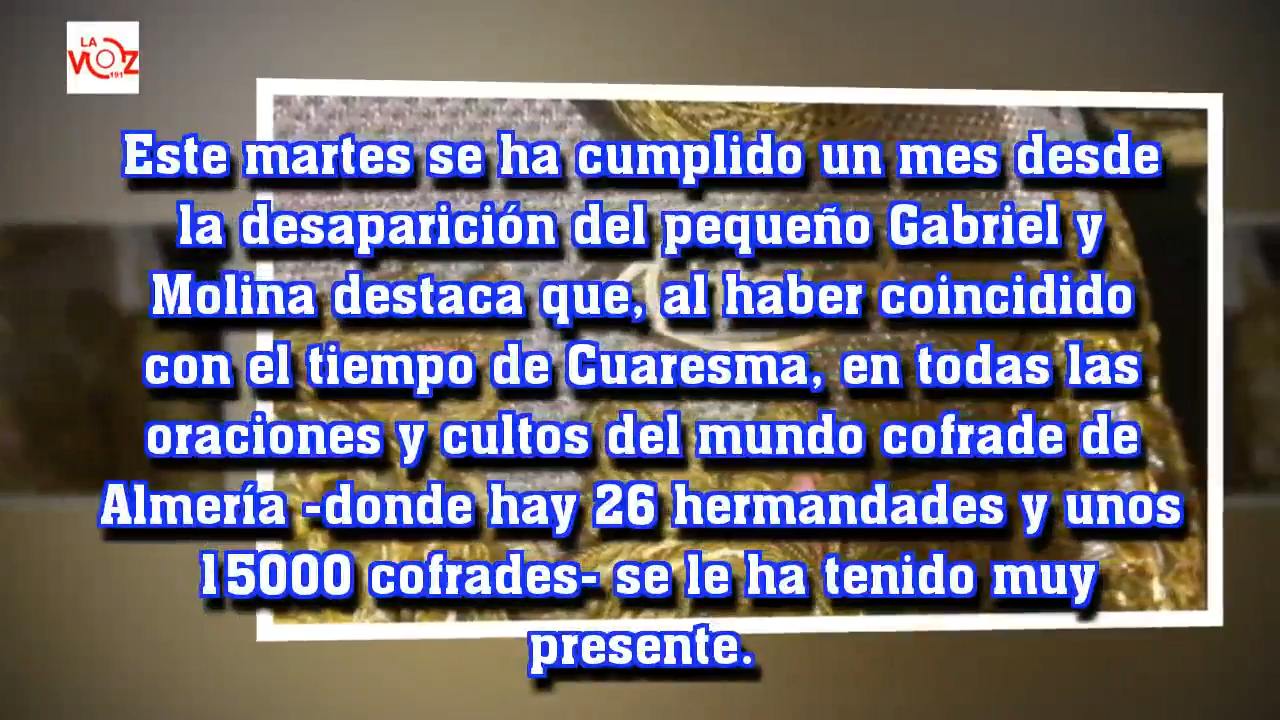 LA
VOZ
191
Este martes se ha cumplido un mes desde
la desaparición del pequeño Gabriel y
Molina destaca que, al haber coincidido
con el tiempo de Cuaresma, en todas las
oraciones y cultos del mundo cofrade de
Almería -donde hay 26 hermandades y unos
15000 cofrades- se le ha tenido muy
presente.